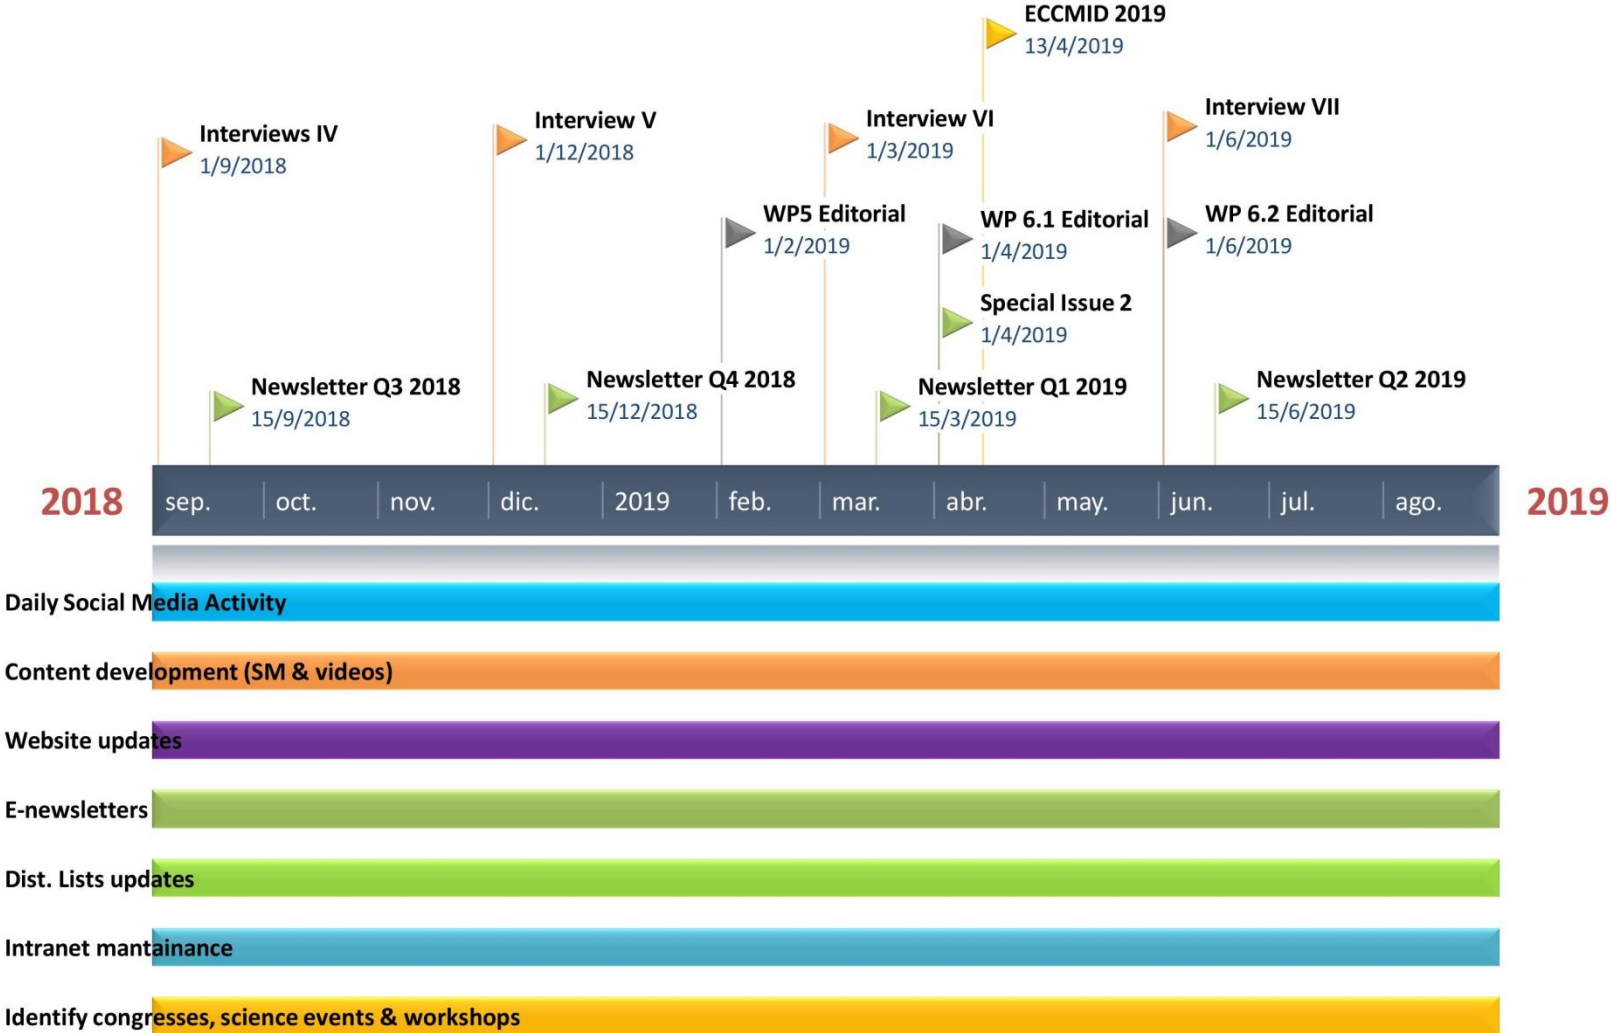 ECCMID 2019
13/4/2019
Interviews IV
1/9/2018
Interview V
1/12/2018
Interview VI
1/3/2019
Interview VII
1/6/2019
WP5 Editorial
1/2/2019
WP 6.1 Editorial
1/4/2019
WP 6.2 Editorial
1/6/2019
Special Issue 2
1/4/2019
Newsletter Q3 2018
15/9/2018
Newsletter Q4 2018
15/12/2018
Newsletter Q1 2019
15/3/2019
Newsletter Q2 2019
15/6/2019
2018 sep. oct. nov. dic. 2019 feb. mar. abr. may. jun. jul. ago. 2019
Daily Social Media Activity
Content development (SM & videos)
Website updates
E-newsletters
Dist. Lists updates
Intranet mantainance
Identify congresses, science events & workshops